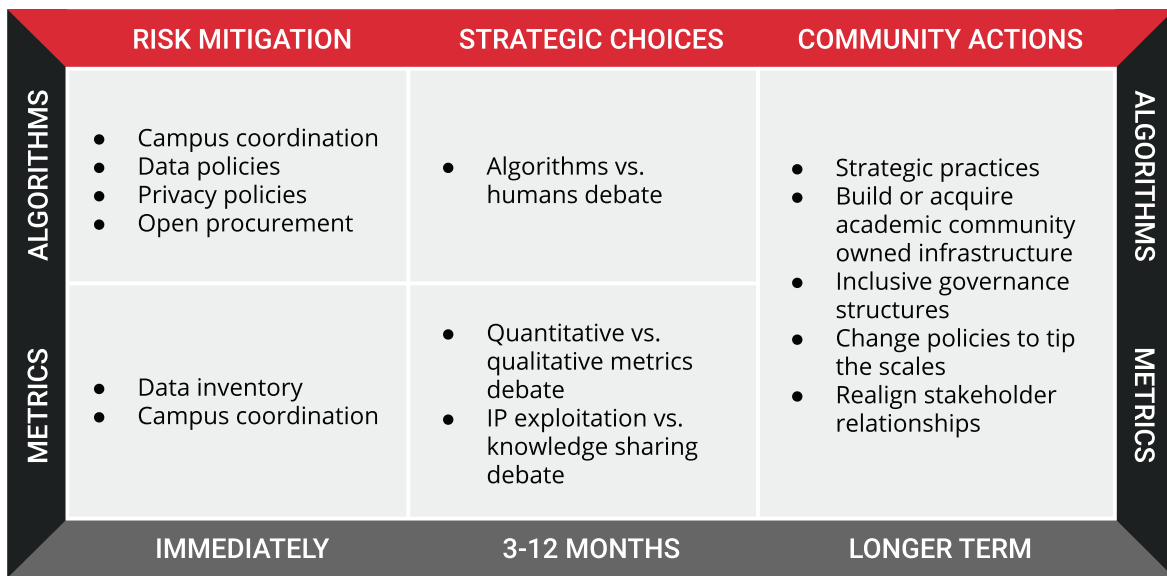 RISK MITIGATION
STRATEGIC CHOICES
COMMUNITY ACTIONS
ALGORITHMS
● Campus coordination
● Data policies
● Privacy policies
● Open procurement
● Algorithms vs.
humans debate
METRICS
● Data inventory
● Campus coordination
● Quantitative vs.
qualitative metrics
debate
● IP exploitation vs.
knowledge sharing
debate
● Strategic practices
● Build or acquire
academic community
owned infrastructure
● Inclusive governance
structures
● Change policies to tip
the scales
● Realign stakeholder
relationships
ALGORITHMS
METRICS
IMMEDIATELY
3-12 MONTHS
LONGER TERM